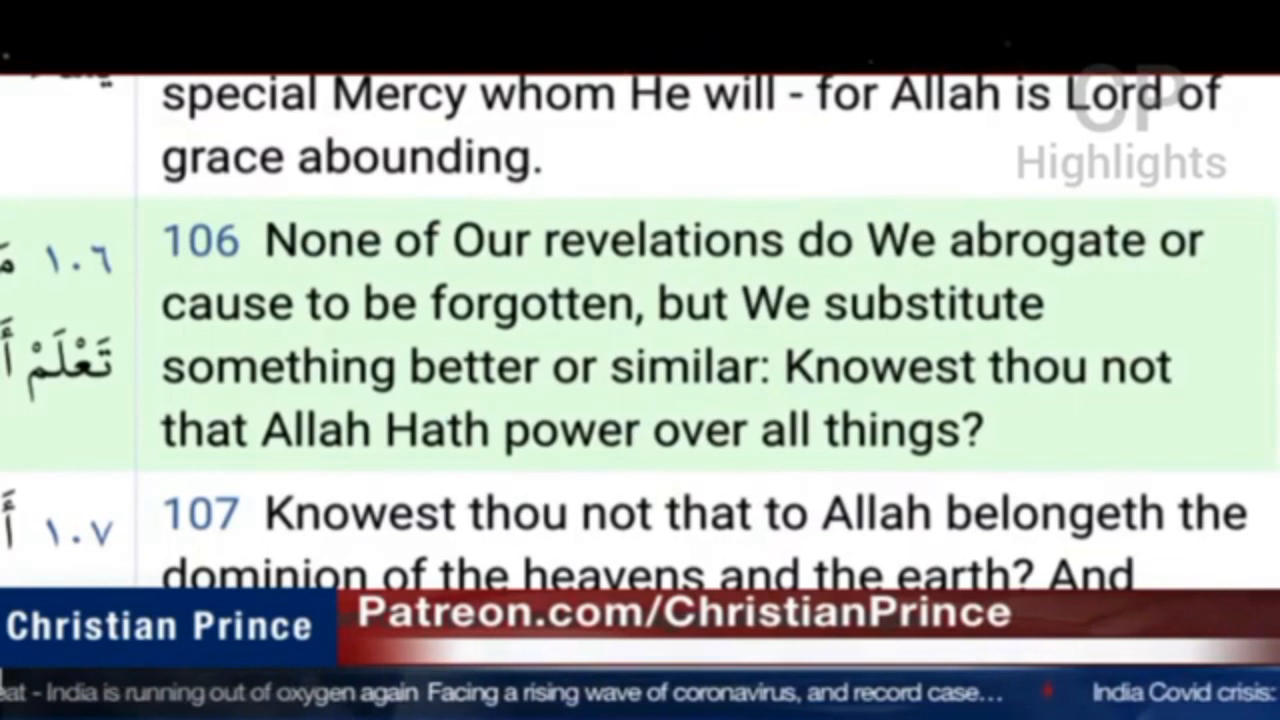 special Mercy whom He will - for Allah is Lord of
grace abounding.
CP
Highlights
١٠٦
106 None of Our revelations do We abrogate or
cause to be forgotten, but We substitute
تَعْلَمْ أَ
something better or similar: Knowest thou not
that Allah Hath power over all things?
١٠٧ أَ
107 Knowest thou not that to Allah belongeth the
dominion of the heavens and the earth? And
Christian Prince
Patreon.com/ChristianPrince
eat - India is running out of oxygen again Facing a rising wave of coronavirus, and record case... India Covid crisis: